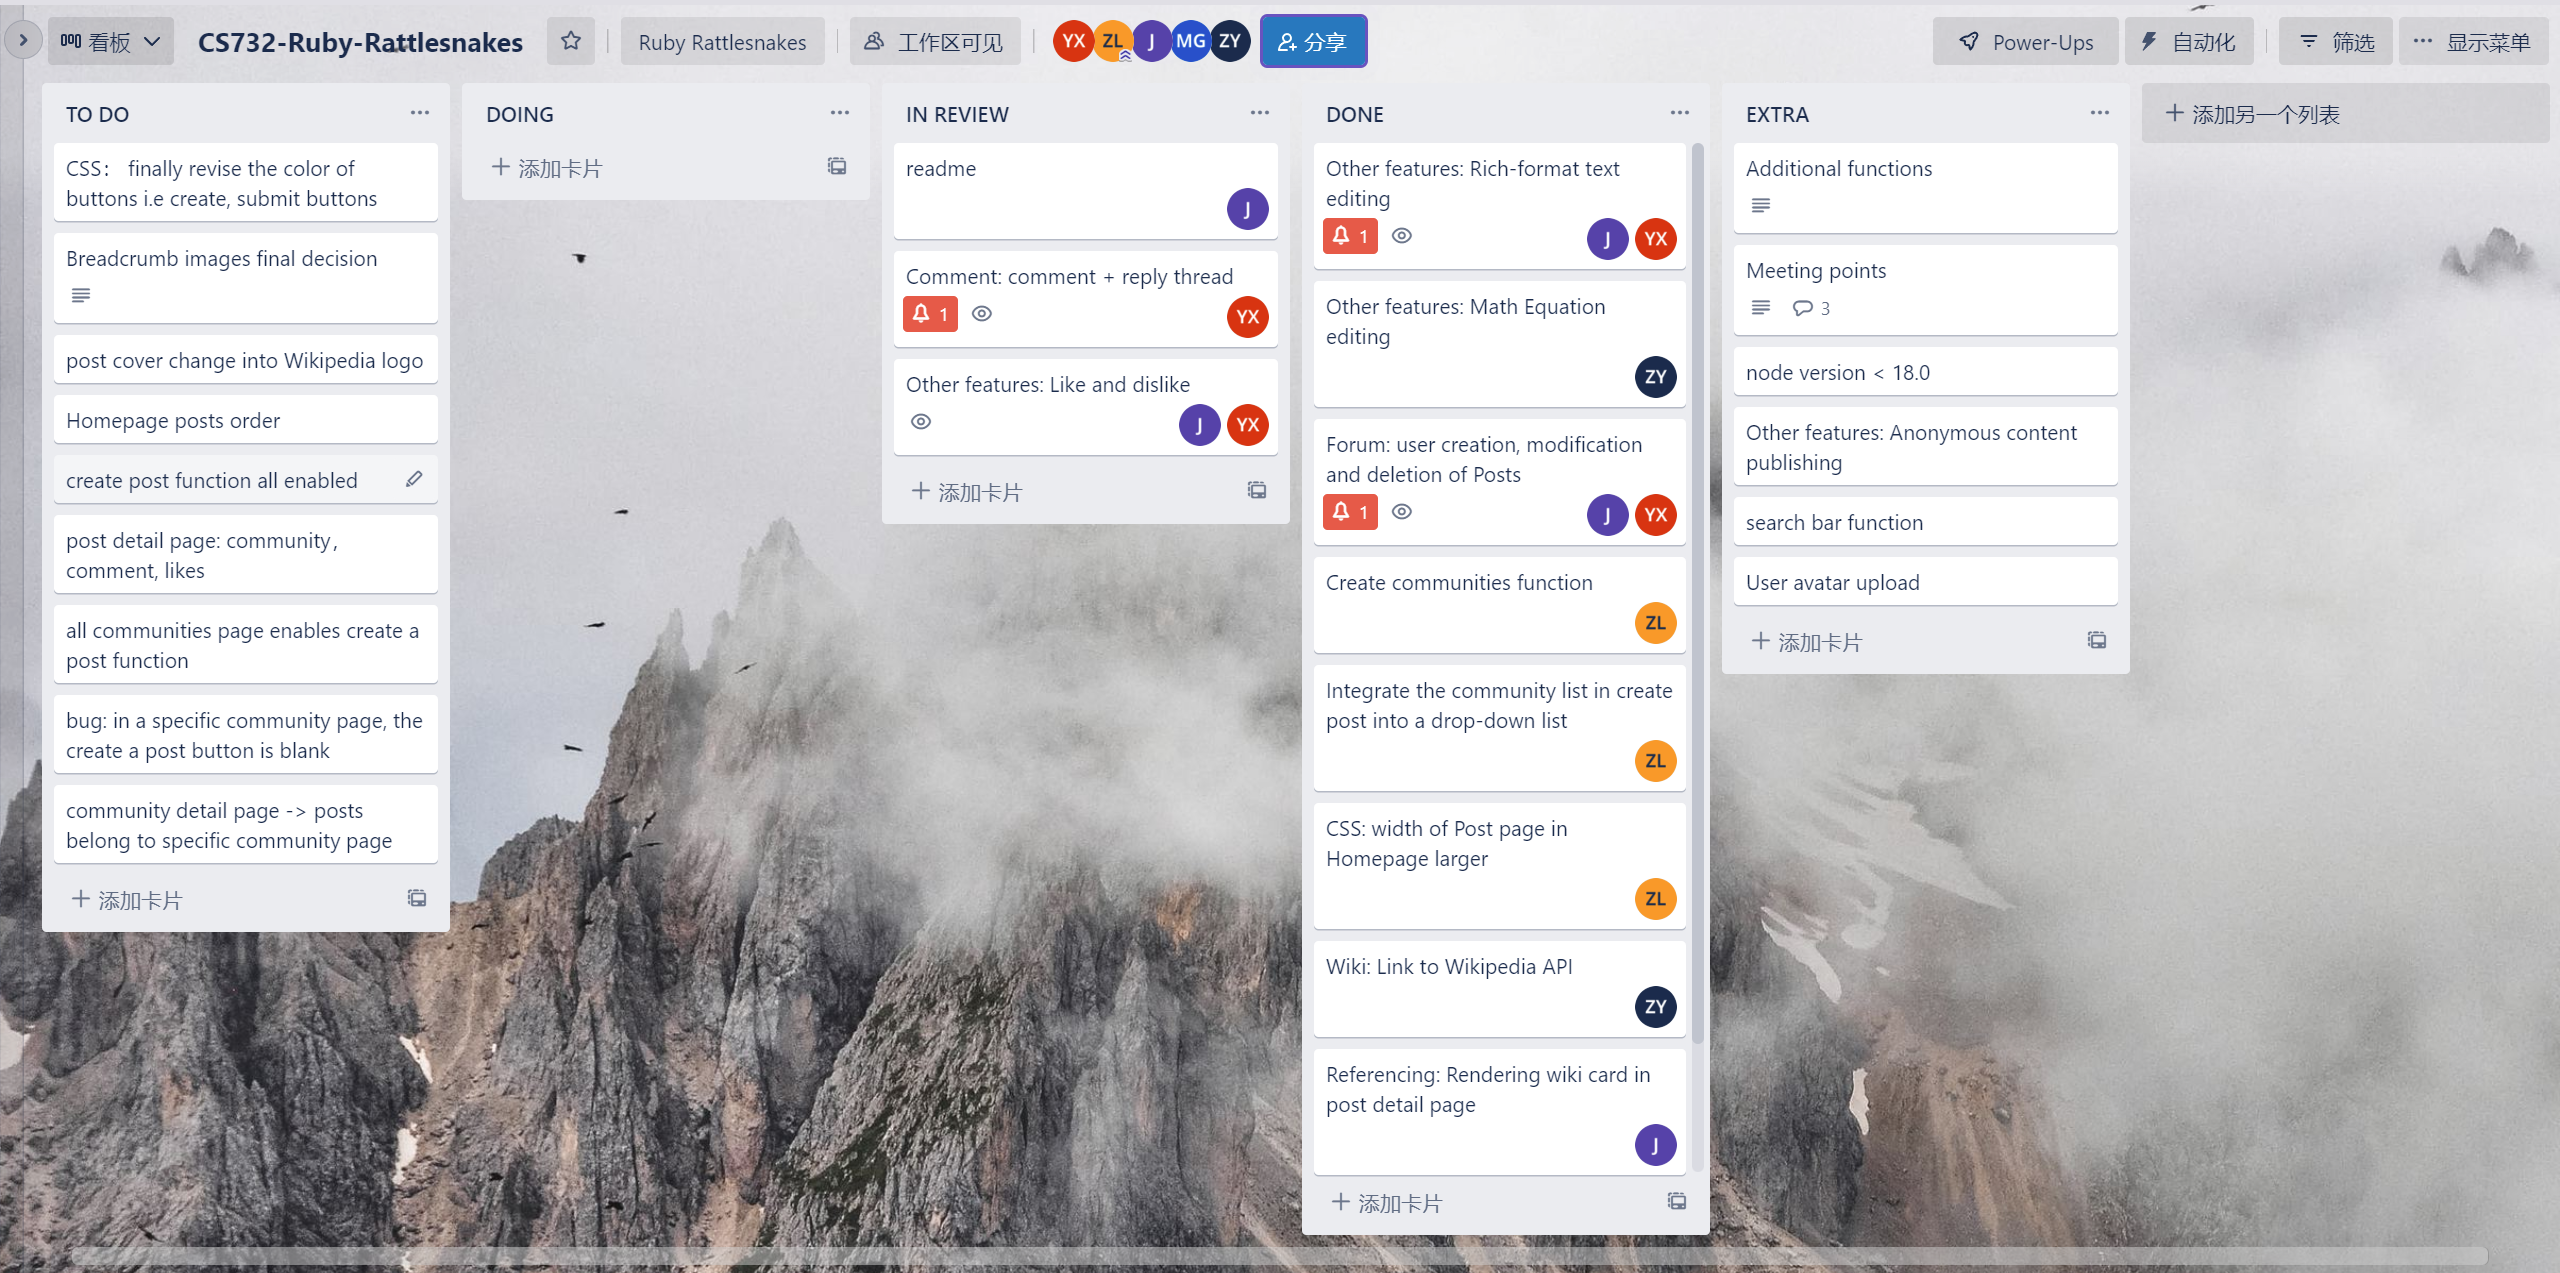 看板
CS732-Ruby-Rattlesnakes
Ruby Rattlesnakes
工作区可见
YX
ZL
J
MG
ZY
分享
Power-Ups
自动化
筛选
显示菜单
TO DO
CSS： finally revise the color of
buttons i.e create, submit buttons
Breadcrumb images final decision
post cover change into Wikipedia logo
Homepage posts order
create post function all enabled
post detail page: community，
comment, likes
all communities page enables create a
post function
bug: in a specific community page, the
create a post button is blank
community detail page -> posts
belong to specific community page
添加卡片
DOING
添加卡片
IN REVIEW
readme
J
Comment: comment + reply thread
1
YX
Other features: Like and dislike
J
YX
添加卡片
DONE
Other features: Rich-format text
editing
1
J
YX
Other features: Math Equation
editing
ZY
Forum: user creation, modification
and deletion of Posts
1
J
YX
Create communities function
ZL
Integrate the community list in create
post into a drop-down list
ZL
CSS: width of Post page in
Homepage larger
ZL
Wiki: Link to Wikipedia API
ZY
Referencing: Rendering wiki card in
post detail page
J
添加卡片
EXTRA
Additional functions
Meeting points
3
node version < 18.0
Other features: Anonymous content
publishing
search bar function
User avatar upload
添加卡片
添加另一个列表